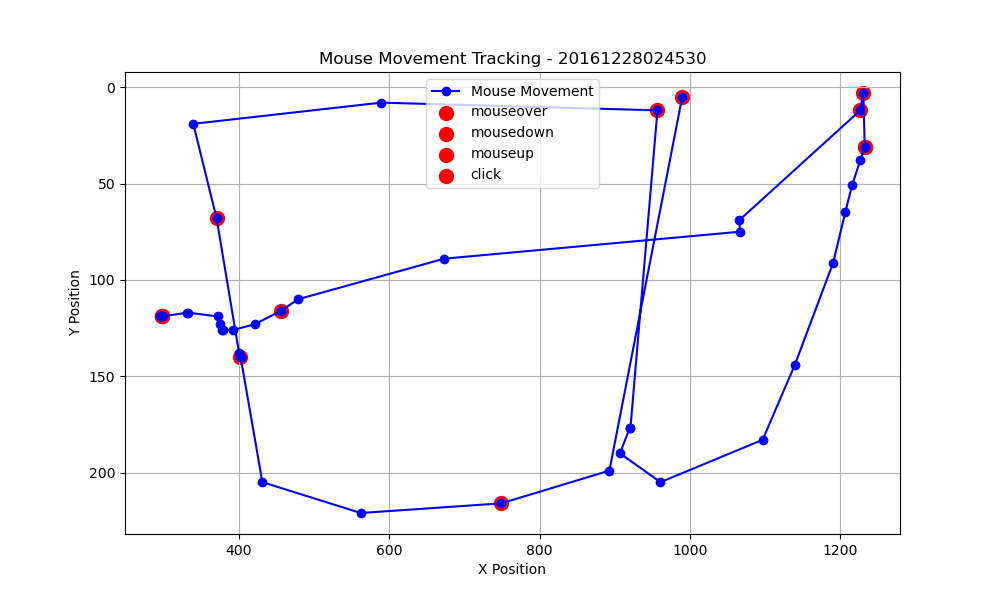 Mouse Movement Tracking - 20161228024530
Mouse Movement
mouseover
mousedown
mouseup
click
0
50
100
150
200
Y Position
400
600
800
1000
1200
X Position